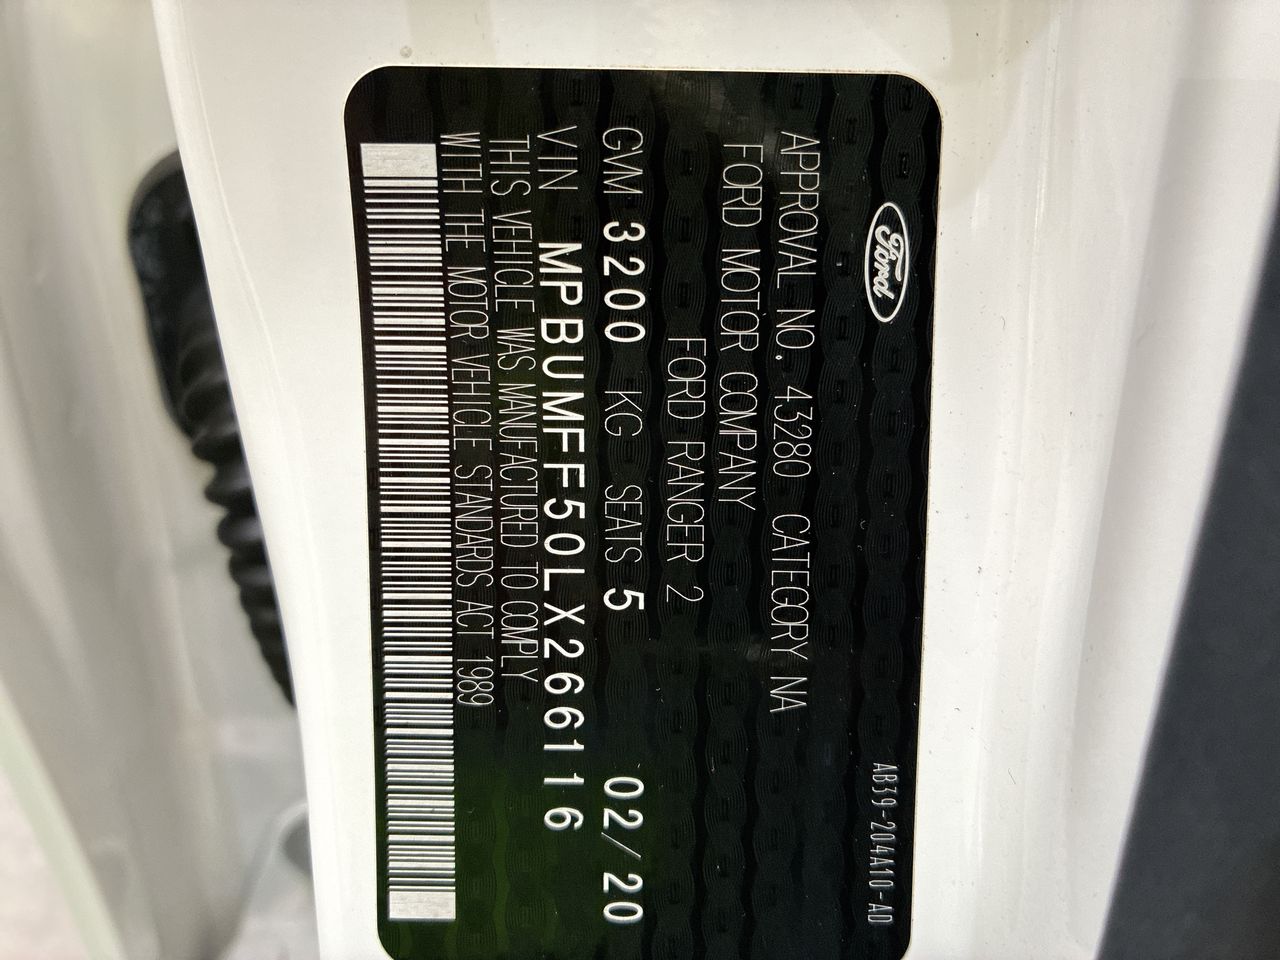 Ford
AB39-204A10-AD
APPROVAL NO. 43280 CATEGORY NA
FORD MOTOR COMPANY
FORD RANGER 2
GVM 3200 KG SEATS 5 02/20
VIN MPBUMFF50LX266116
THIS VEHICLE WAS MANUFACTURED TO COMPLY
WITH THE MOTOR VEHICLE STANDARDS ACT 1989